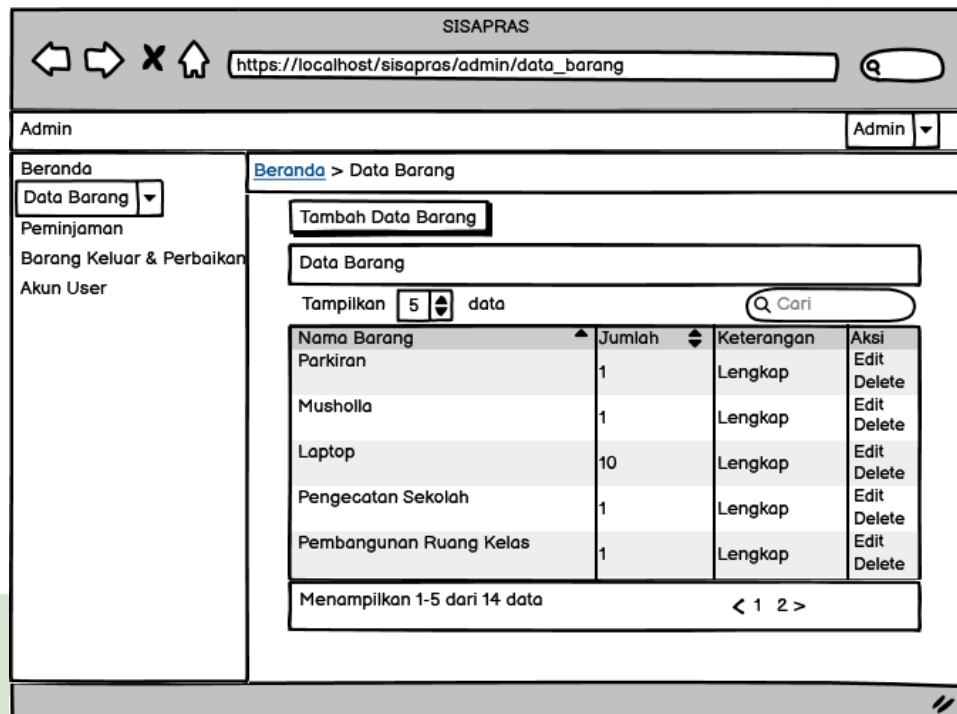 SISAPRAS
https://localhost/sisapras/admin/data_barang
Admin
Admin
Beranda
Data Barang
Peminjaman
Barang Keluar & Perbaikan
Akun User
Beranda > Data Barang
Tambah Data Barang
Data Barang
Tampilkan 5 data
Cari
Nama Barang Jumlah Keterangan Aksi
Parkiran 1 Lengkap Edit
Delete
Musholla 1 Lengkap Edit
Delete
Laptop 10 Lengkap Edit
Delete
Pengecatan Sekolah 1 Lengkap Edit
Delete
Pembangunan Ruang Kelas 1 Lengkap Edit
Delete
Menampilkan 1-5 dari 14 data < 1 2 >